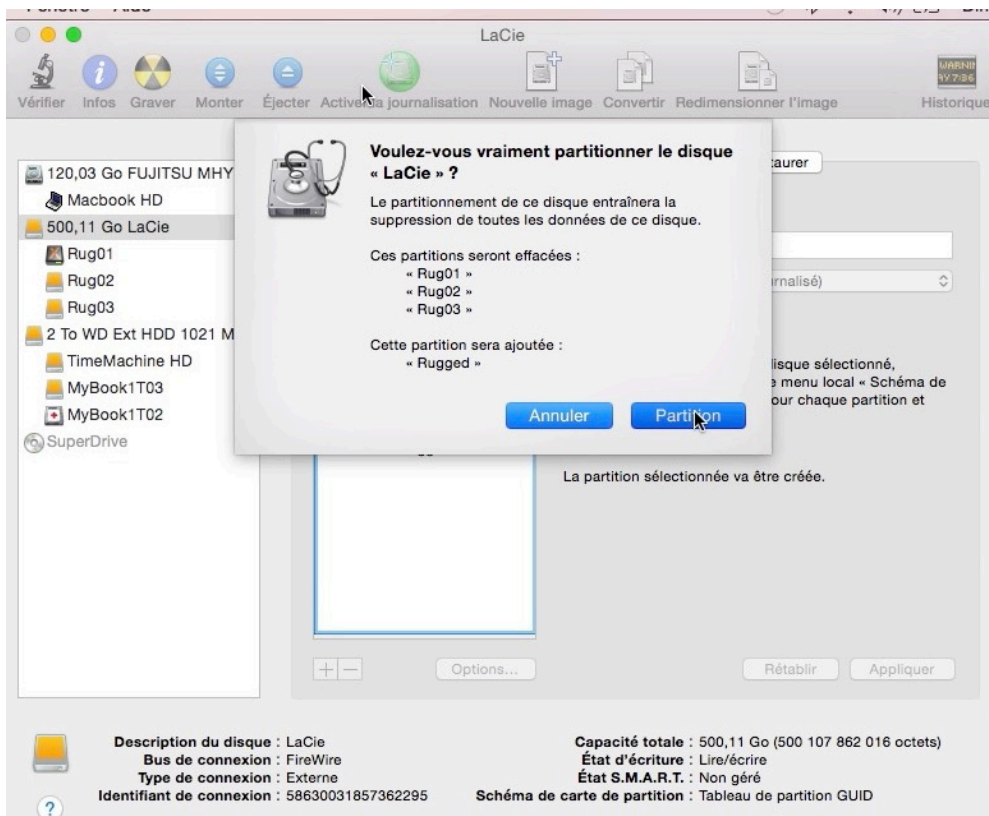 LaCie
Vérifier Infos Graver Monter Éjecter Activer la journalisation Nouvelle image Convertir Redimensionner l'image Historique
WARNIN
AY 7:36
120,03 Go FUJITSU MHY
Macbook HD
500,11 Go LaCie
Rug01
Rug02
Rug03
2 To WD Ext HDD 1021 M
TimeMachine HD
MyBook1T03
MyBook1T02
SuperDrive
Voulez-vous vraiment partitionner le disque
« LaCie » ?
Le partitionnement de ce disque entraînera la
suppression de toutes les données de ce disque.
Ces partitions seront effacées :
« Rug01 »
« Rug02 »
« Rug03 »
Cette partition sera ajoutée :
« Rugged »
Annuler Partition
taurer
rnalisé)
isque sélectionné,
e menu local « Schéma de
our chaque partition et
La partition sélectionnée va être créée.
+ − Options... Rétablir Appliquer
Description du disque : LaCie
Bus de connexion : FireWire
Type de connexion : Externe
Identifiant de connexion : 58630031857362295
Capacité totale : 500,11 Go (500 107 862 016 octets)
État d'écriture : Lire/écrire
État S.M.A.R.T. : Non géré
Schéma de carte de partition : Tableau de partition GUID
?